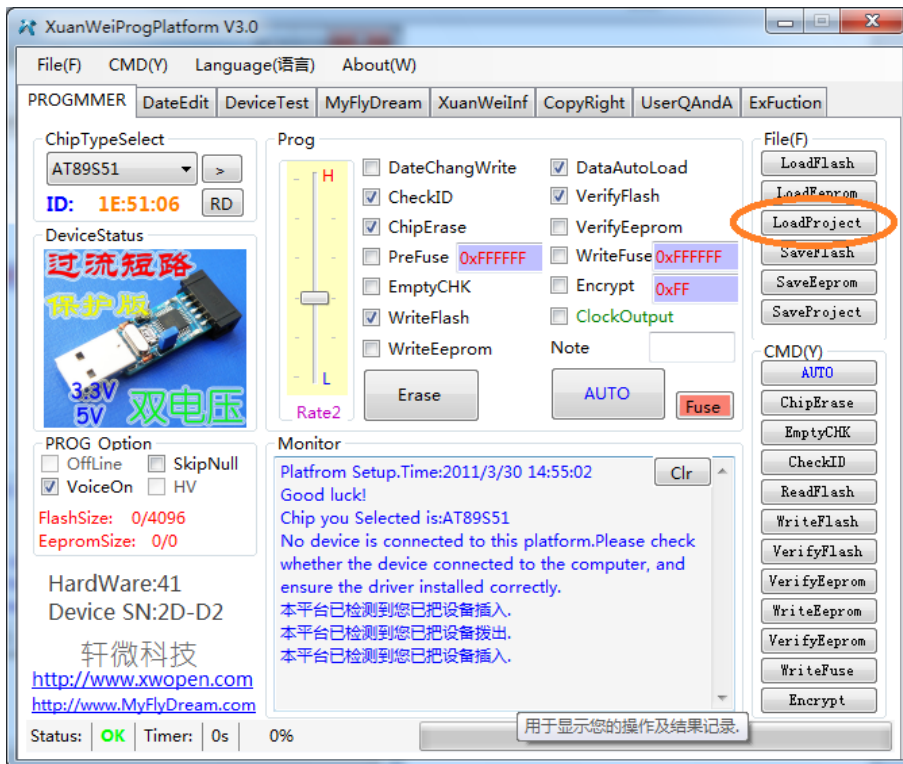 XuanWeiProgPlatform V3.0
File(F) CMD(Y) Language(语言) About(W)
PROGMMER DateEdit DeviceTest MyFlyDream XuanWeiInf CopyRight UserQAndA ExFuction
ChipTypeSelect
AT89S51 >
ID: 1E:51:06 RD
DeviceStatus
过流短路
保护版
3.3V
5V 双电压
PROG Option
OffLine SkipNull
VoiceOn HV
FlashSize: 0/4096
EepromSize: 0/0
HardWare:41
Device SN:2D-D2
轩微科技
http://www.xwopen.com
http://www.MyFlyDream.com
Prog
H
L
Rate2
DateChangWrite DataAutoLoad
CheckID VerifyFlash
ChipErase VerifyEeprom
PreFuse 0xFFFFFF WriteFuse 0xFFFFFF
EmptyCHK Encrypt 0xFF
WriteFlash ClockOutput
WriteEeprom Note
Erase AUTO Fuse
Monitor
Clr
Platfrom Setup.Time:2011/3/30 14:55:02
Good luck!
Chip you Selected is:AT89S51
No device is connected to this platform.Please check
whether the device connected to the computer, and
ensure the driver installed correctly.
本平台已检测到您已把设备插入.
本平台已检测到您已把设备拨出.
本平台已检测到您已把设备插入.
File(F)
LoadFlash
LoadEeprom
LoadProject
SaveFlash
SaveEeprom
SaveProject
CMD(Y)
AUTO
ChipErase
EmptyCHK
CheckID
ReadFlash
WriteFlash
VerifyFlash
VerifyEeprom
WriteEeprom
VerifyEeprom
WriteFuse
Encrypt
用于显示您的操作及结果记录.
Status: OK Timer: 0s 0%